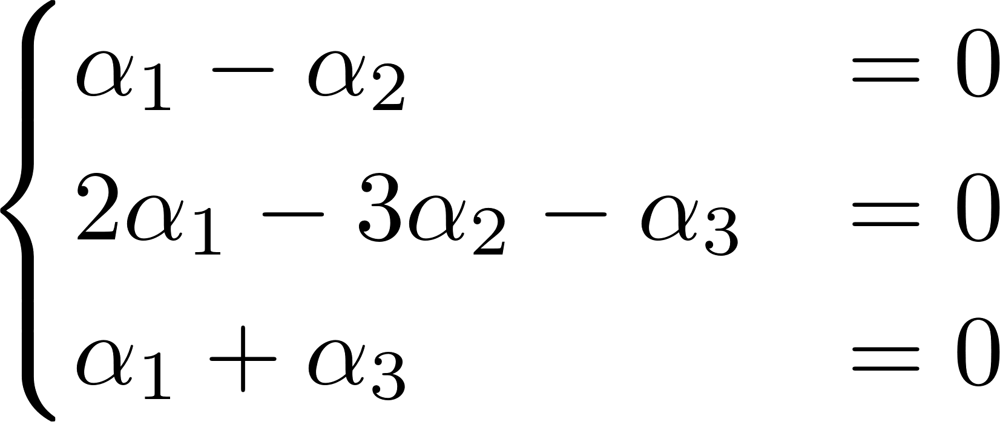 α₁ − α₂ = 0
2α₁ − 3α₂ − α₃ = 0
α₁ + α₃ = 0